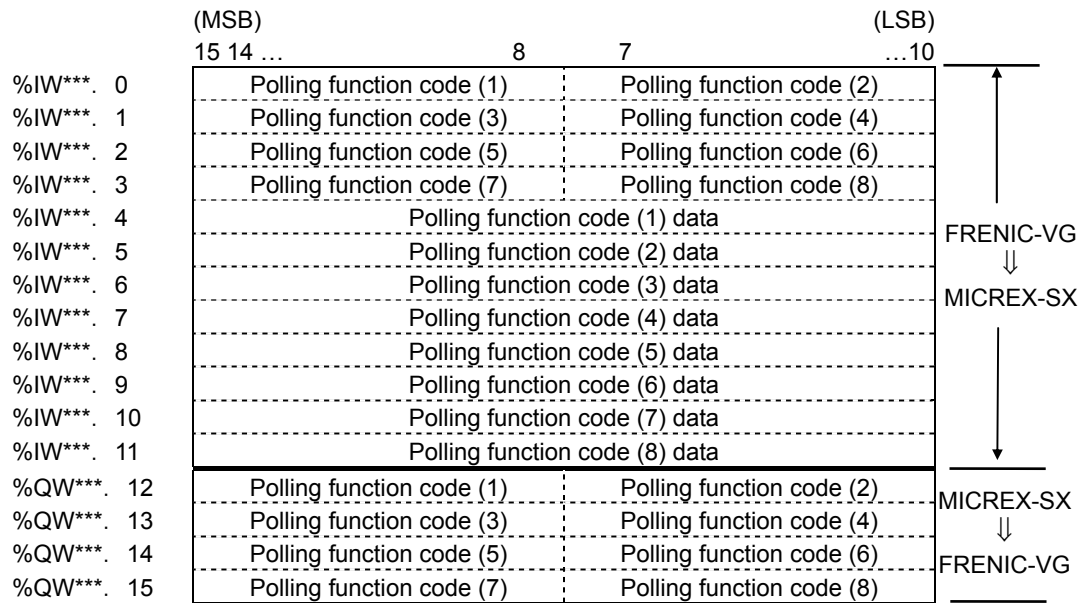 (MSB) (LSB)
15 14 … 8 7 …10
%IW***. 0 Polling function code (1) Polling function code (2)
%IW***. 1 Polling function code (3) Polling function code (4)
%IW***. 2 Polling function code (5) Polling function code (6)
%IW***. 3 Polling function code (7) Polling function code (8)
%IW***. 4 Polling function code (1) data
%IW***. 5 Polling function code (2) data
%IW***. 6 Polling function code (3) data
%IW***. 7 Polling function code (4) data
%IW***. 8 Polling function code (5) data
%IW***. 9 Polling function code (6) data
%IW***. 10 Polling function code (7) data
%IW***. 11 Polling function code (8) data
FRENIC-VG
⇓
MICREX-SX
%QW***. 12 Polling function code (1) Polling function code (2)
%QW***. 13 Polling function code (3) Polling function code (4)
%QW***. 14 Polling function code (5) Polling function code (6)
%QW***. 15 Polling function code (7) Polling function code (8)
MICREX-SX
⇓
FRENIC-VG